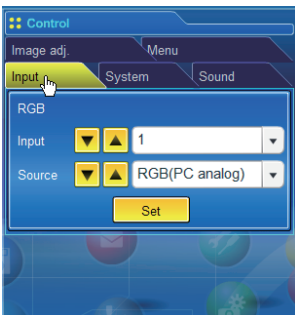 Control
Image adj. Menu
Input System Sound
RGB
Input 1
Source RGB(PC analog)
Set